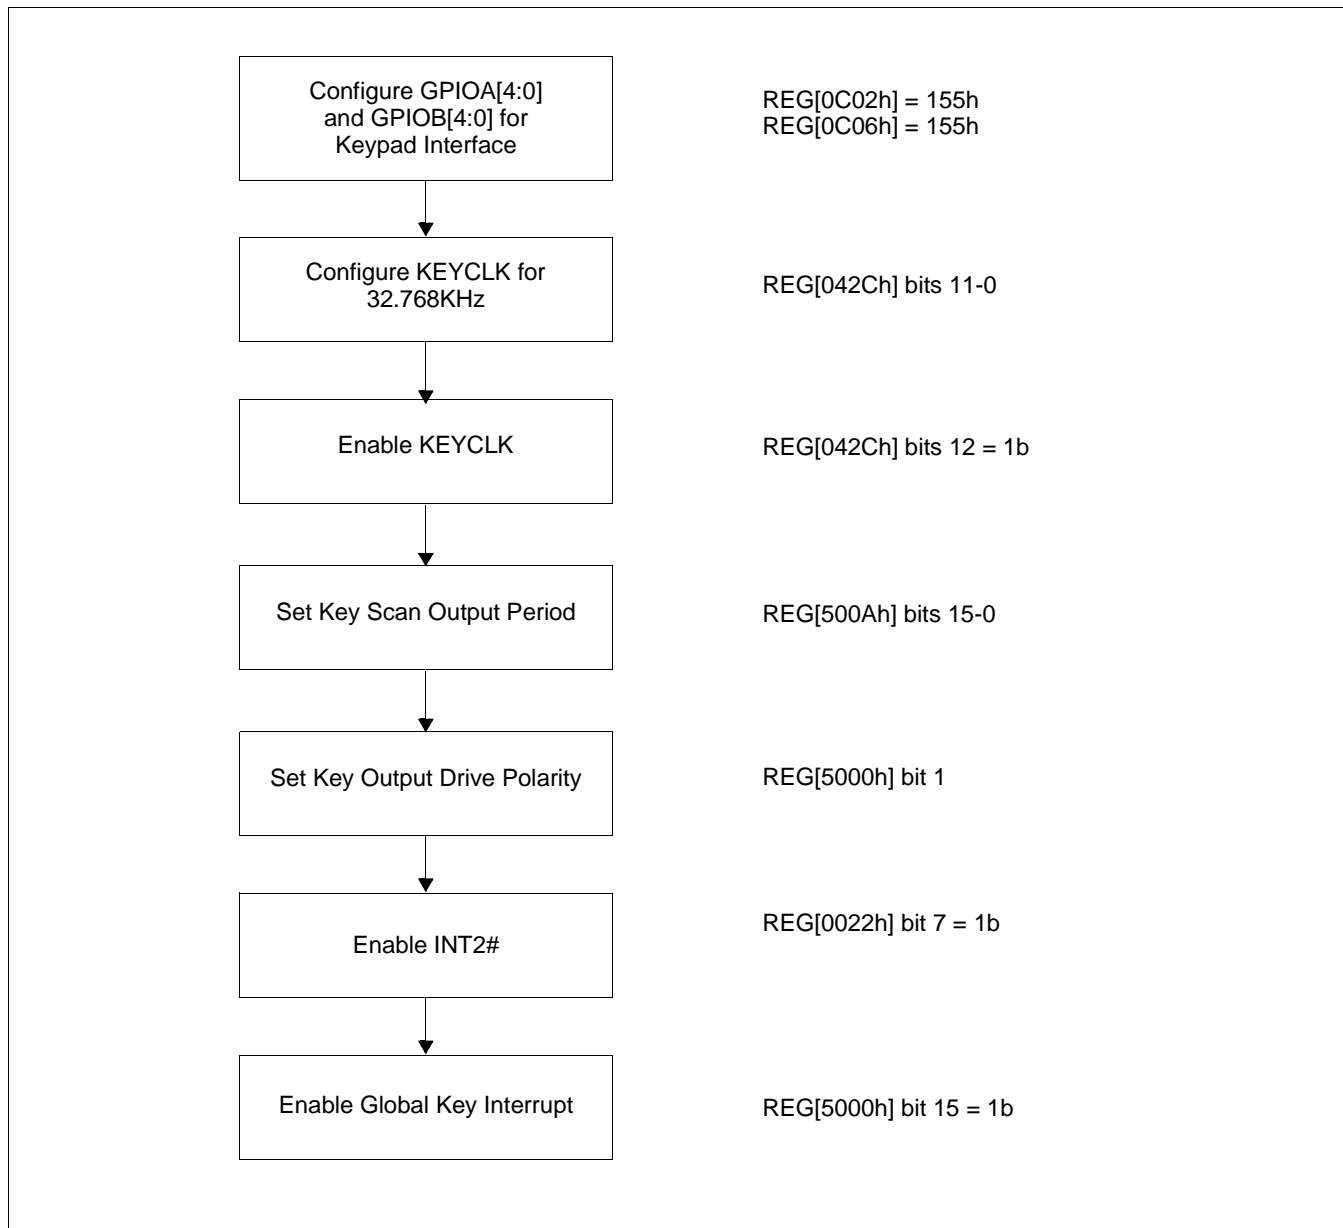 Configure GPIOA[4:0]
and GPIOB[4:0] for
Keypad Interface
REG[0C02h] = 155h
REG[0C06h] = 155h
Configure KEYCLK for
32.768KHz
REG[042Ch] bits 11-0
Enable KEYCLK
REG[042Ch] bits 12 = 1b
Set Key Scan Output Period
REG[500Ah] bits 15-0
Set Key Output Drive Polarity
REG[5000h] bit 1
Enable INT2#
REG[0022h] bit 7 = 1b
Enable Global Key Interrupt
REG[5000h] bit 15 = 1b